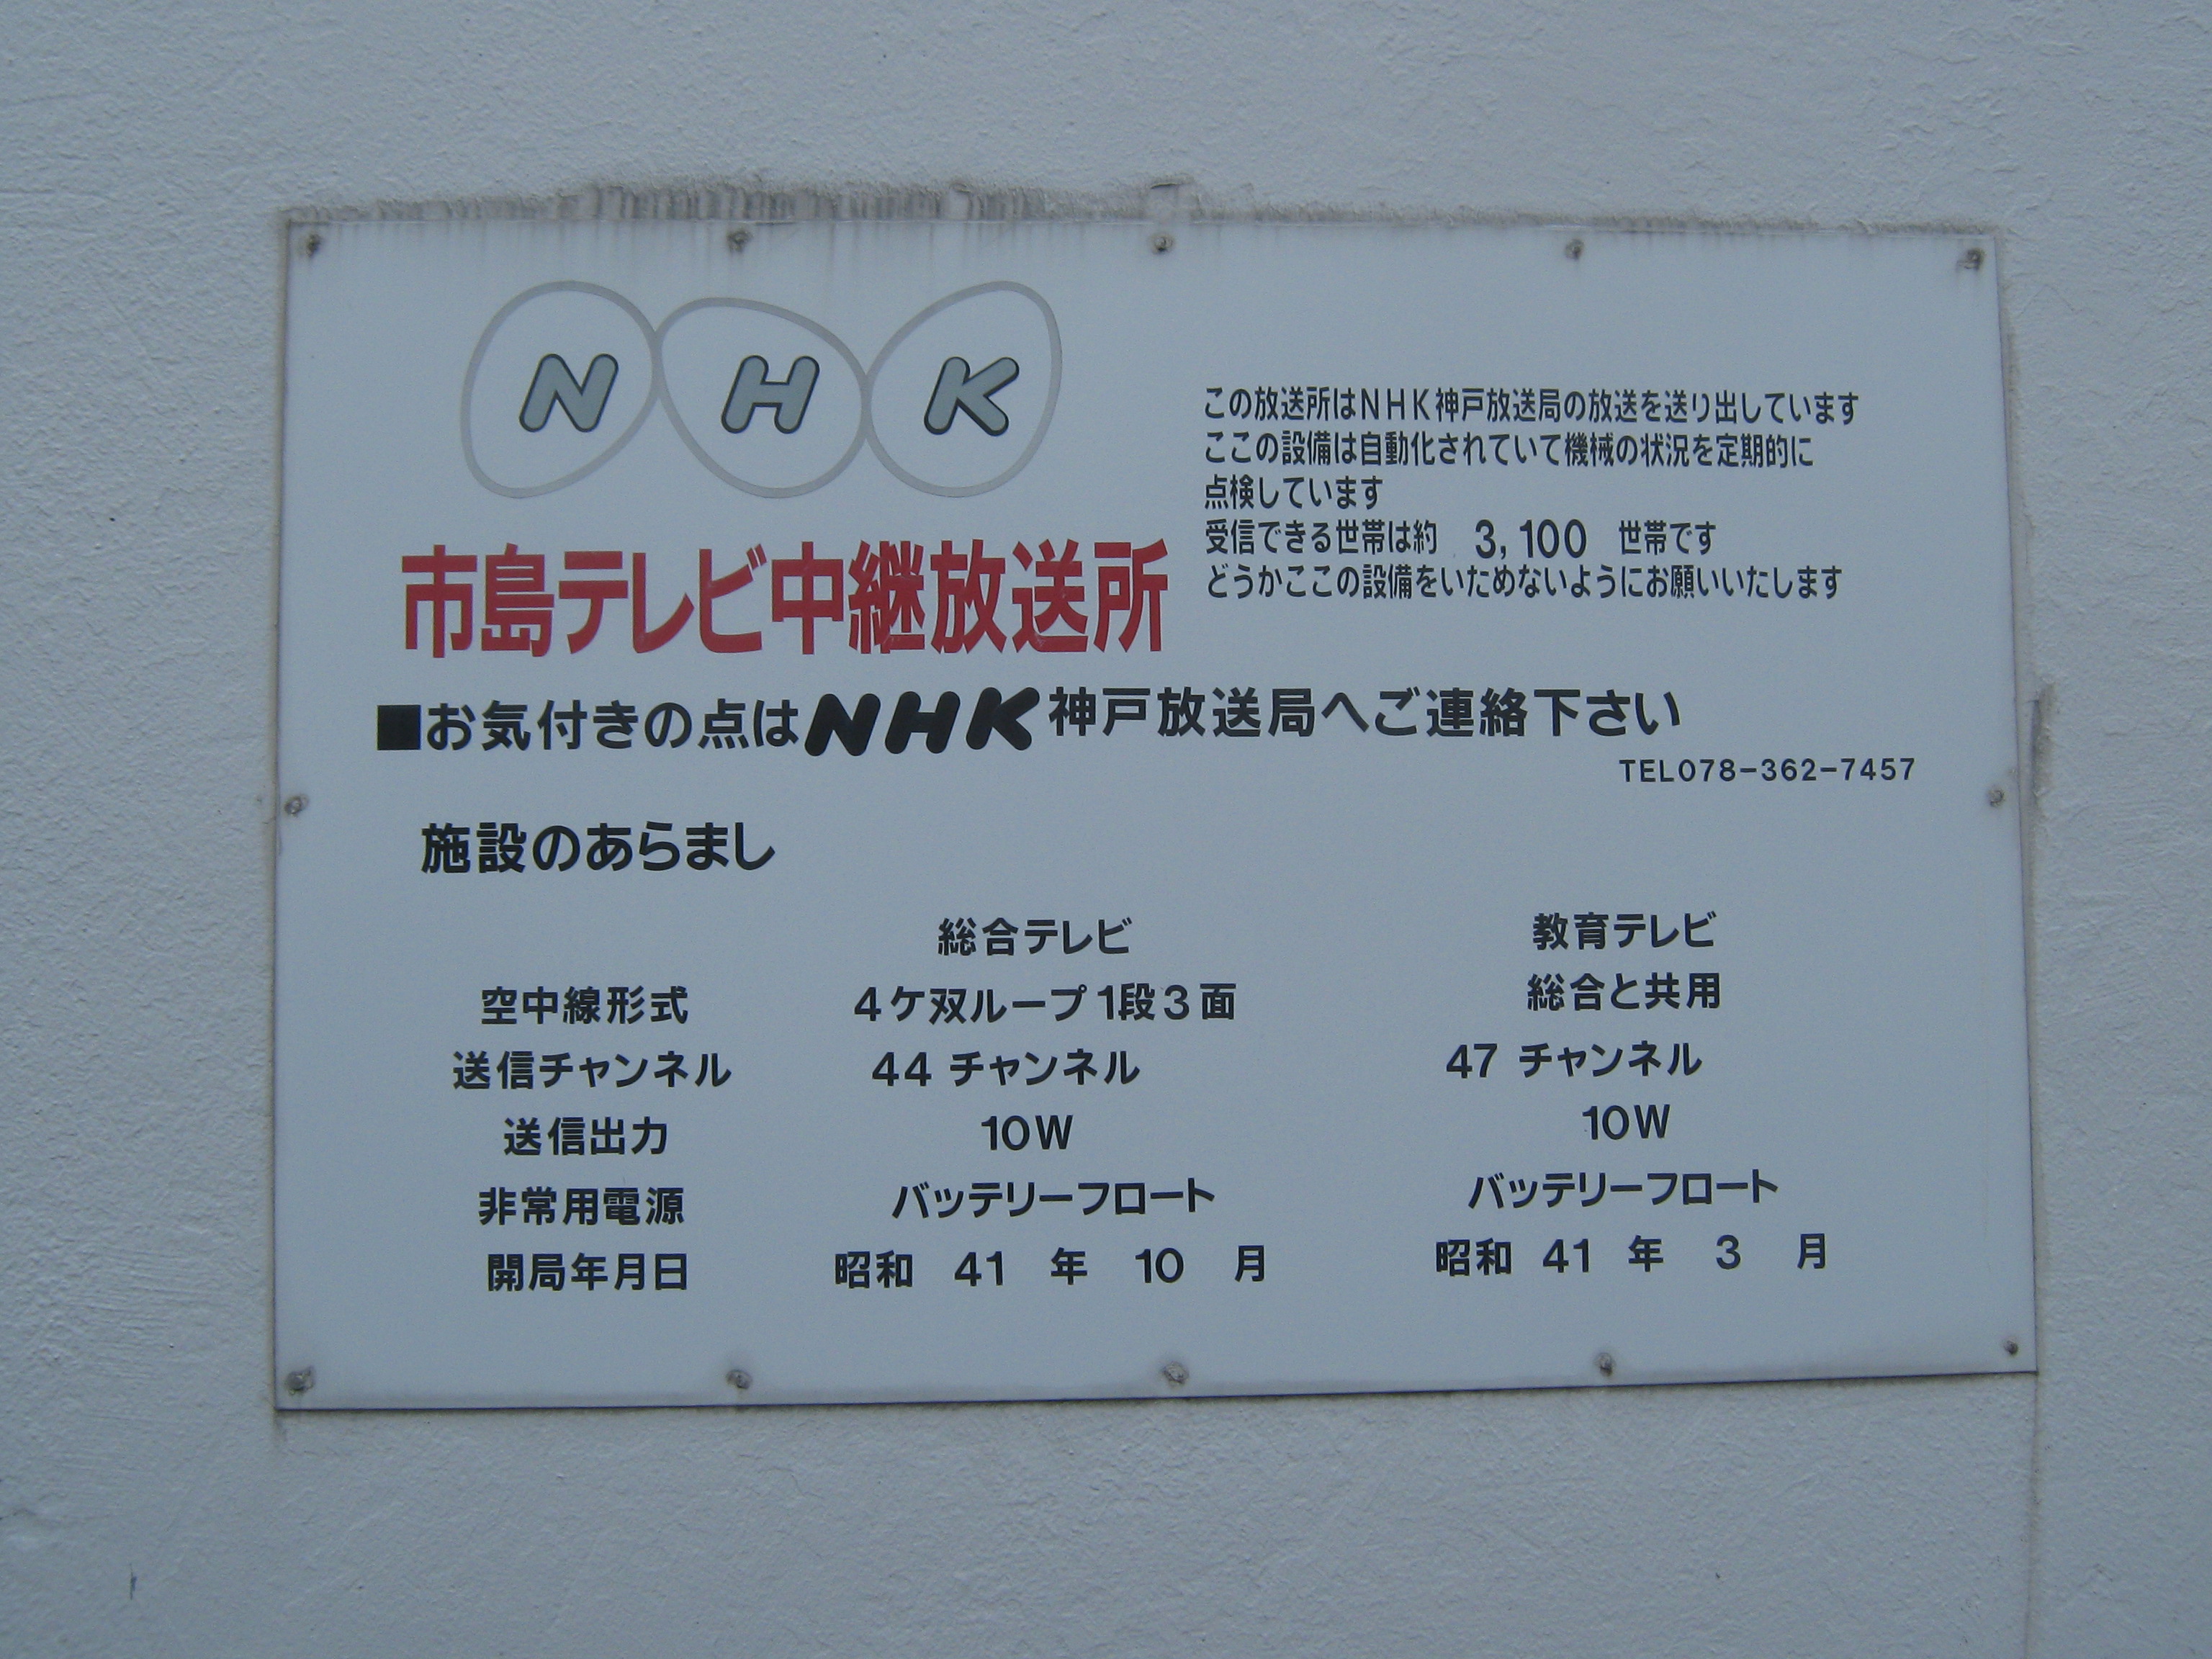 NHK
市島テレビ中継放送所
この放送所はNHK神戸放送局の放送を送り出しています
ここの設備は自動化されていて機械の状況を定期的に
点検しています
受信できる世帯は約 3,100 世帯です
どうかここの設備をいためないようにお願いいたします
■お気付きの点はNHK神戸放送局へご連絡下さい
TEL078-362-7457
施設のあらまし
総合テレビ 教育テレビ
空中線形式 4ケ双ループ1段3面 総合と共用
送信チャンネル 44 チャンネル 47 チャンネル
送信出力 10W 10W
非常用電源 バッテリーフロート バッテリーフロート
開局年月日 昭和 41 年 10 月 昭和 41 年 3 月